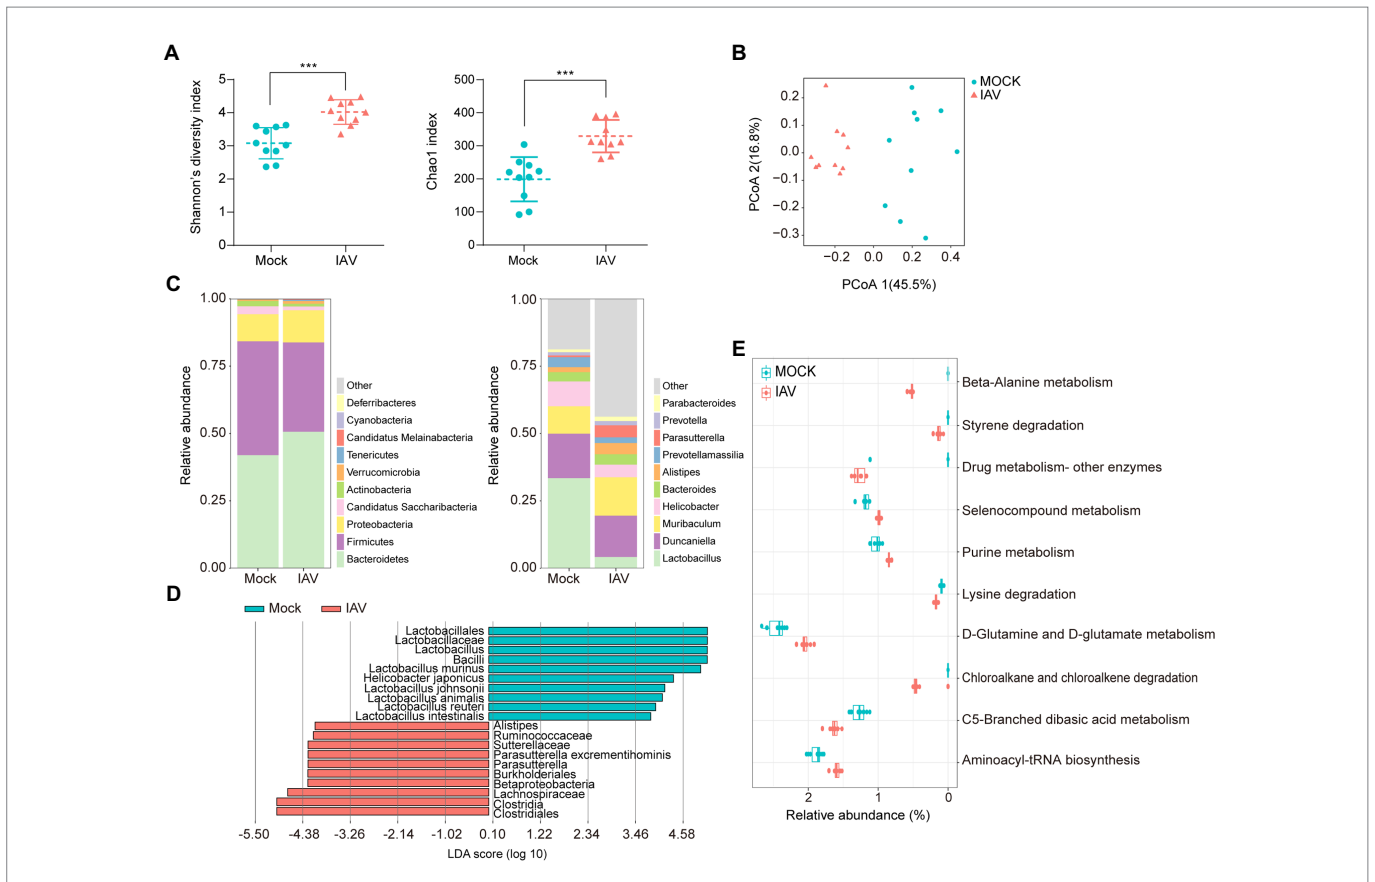 A
Shannon's diversity index
5
4
3
2
1
0
***
Mock
IAV
Chao1 index
500
400
300
200
100
0
***
Mock
IAV
B
PCoA 2(16.8%)
0.2
0.1
0.0
−0.1
−0.2
−0.3
−0.2
0.0
0.2
0.4
PCoA 1(45.5%)
MOCK
IAV
C
Relative abundance
1.00
0.75
0.50
0.25
0.00
Mock
IAV
Other
Deferribacteres
Cyanobacteria
Candidatus Melainabacteria
Tenericutes
Verrucomicrobia
Actinobacteria
Candidatus Saccharibacteria
Proteobacteria
Firmicutes
Bacteroidetes
Relative abundance
1.00
0.75
0.50
0.25
0.00
Mock
IAV
Other
Parabacteroides
Prevotella
Parasutterella
Prevotellamassilia
Alistipes
Bacteroides
Helicobacter
Muribaculum
Duncaniella
Lactobacillus
D
Mock
IAV
Lactobacillales
Lactobacillaceae
Lactobacillus
Bacilli
Lactobacillus murinus
Helicobacter japonicus
Lactobacillus johnsonii
Lactobacillus animalis
Lactobacillus reuteri
Lactobacillus intestinalis
Alistipes
Ruminococcaceae
Sutterellaceae
Parasutterella excrementihominis
Parasutterella
Burkholderiales
Betaproteobacteria
Lachnospiraceae
Clostridia
Clostridiales
-5.50
-4.38
-3.26
-2.14
-1.02
0.10
1.22
2.34
3.46
4.58
LDA score (log 10)
E
MOCK
IAV
Beta-Alanine metabolism
Styrene degradation
Drug metabolism- other enzymes
Selenocompound metabolism
Purine metabolism
Lysine degradation
D-Glutamine and D-glutamate metabolism
Chloroalkane and chloroalkene degradation
C5-Branched dibasic acid metabolism
Aminoacyl-tRNA biosynthesis
2
1
0
Relative abundance (%)